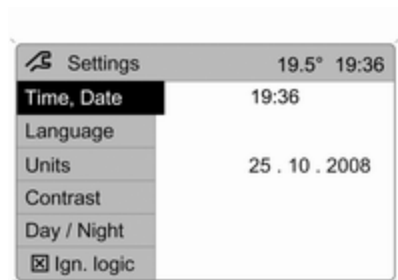 Settings 19.5° 19:36
Time, Date 19:36
Language
Units 25 . 10 . 2008
Contrast
Day / Night
Ign. logic